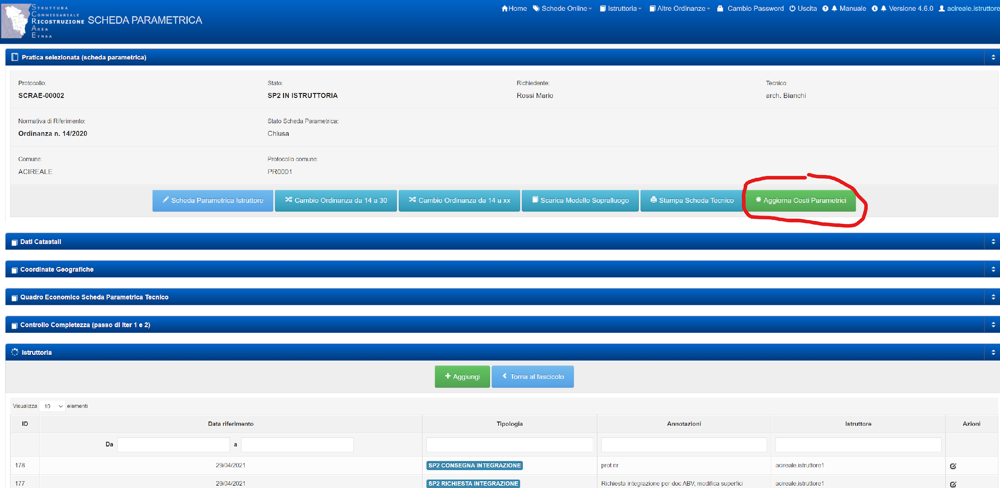 STRUTTURA
COMMISSARIALE
RICOSTRUZIONE
AREA
ETNEA
SCHEDA PARAMETRICA
Home Schede Online Istruttoria Altre Ordinanze Cambio Password Uscita Manuale Versione 4.6.0 acireale.istruttore
Pratica selezionata (scheda parametrica)
Protocollo: Stato: Richiedente: Tecnico:
SCRAE-00002 SP2 IN ISTRUTTORIA Rossi Mario arch. Bianchi
Normativa di Riferimento: Stato Scheda Parametrica:
Ordinanza n. 14/2020 Chiusa
Comune: Protocollo comune:
ACIREALE PR0001
Scheda Parametrica Istruttore Cambio Ordinanza da 14 a 30 Cambio Ordinanza da 14 a xx Scarica Modello Sopralluogo Stampa Scheda Tecnico Aggiorna Costi Parametrici
Dati Catastali
Coordinate Geografiche
Quadro Economico Scheda Parametrica Tecnico
Controllo Completezza (passo di iter 1 e 2)
Istruttoria
+ Aggiungi Torna al fascicolo
Visualizza 10 elementi
ID Data riferimento Tipologia Annotazioni Istruttore Azioni
Da a
178 29/04/2021 SP2 CONSEGNA INTEGRAZIONE prot nr acireale.istruttore1
177 29/04/2021 SP2 RICHIESTA INTEGRAZIONE Richiesta integrazione per doc ABV, modifica superfici acireale.istruttore1